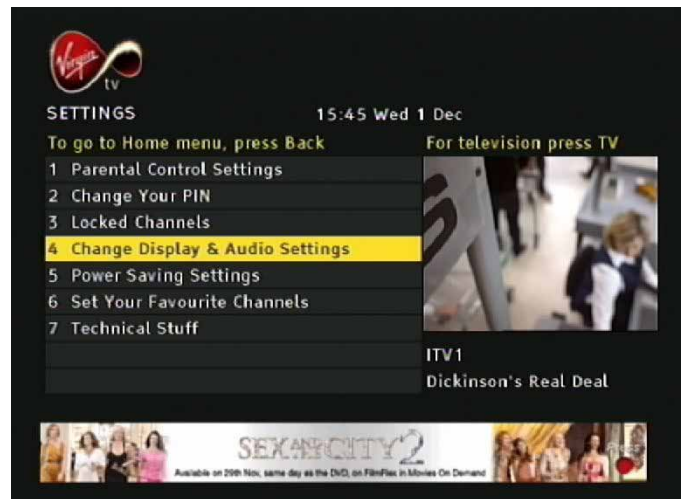 Virgin
tv
SETTINGS 15:45 Wed 1 Dec
To go to Home menu, press Back For television press TV
1 Parental Control Settings
2 Change Your PIN
3 Locked Channels
4 Change Display & Audio Settings
5 Power Saving Settings
6 Set Your Favourite Channels
7 Technical Stuff
ITV1
Dickinson's Real Deal
SEX AND THE CITY 2
Available on 29th Nov, same day as the DVD, on FilmFlex in Movies On Demand
Press